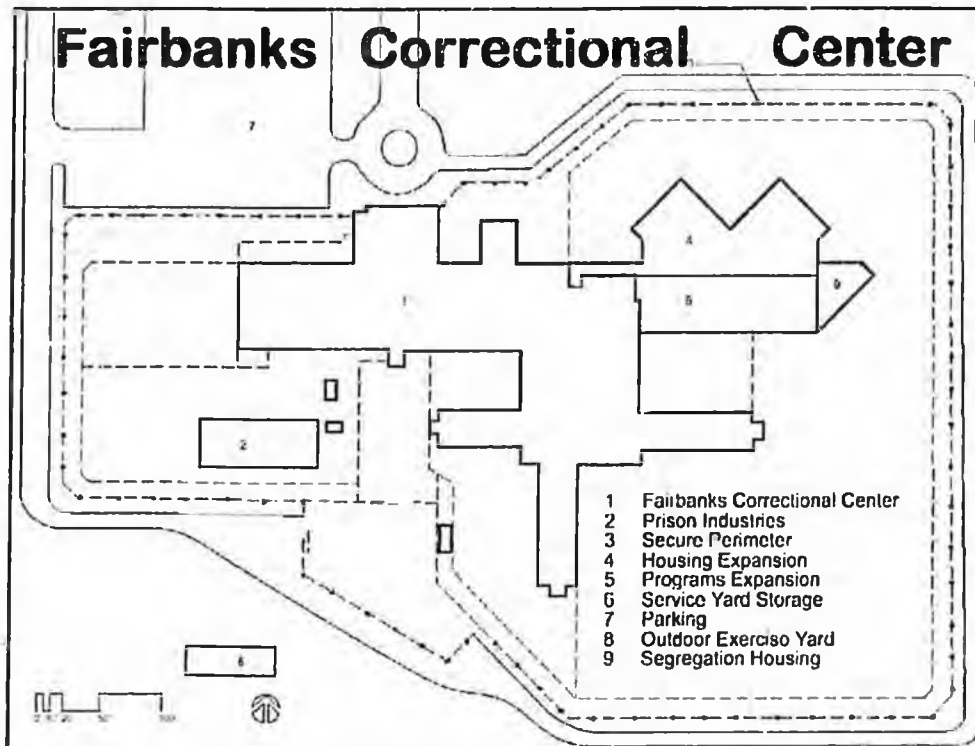 Fairbanks Correctional Center
7
4
1
5
9
2
1 Fairbanks Correctional Center
2 Prison Industries
3 Secure Perimeter
4 Housing Expansion
5 Programs Expansion
6 Service Yard Storage
7 Parking
8 Outdoor Exercise Yard
9 Segregation Housing
6